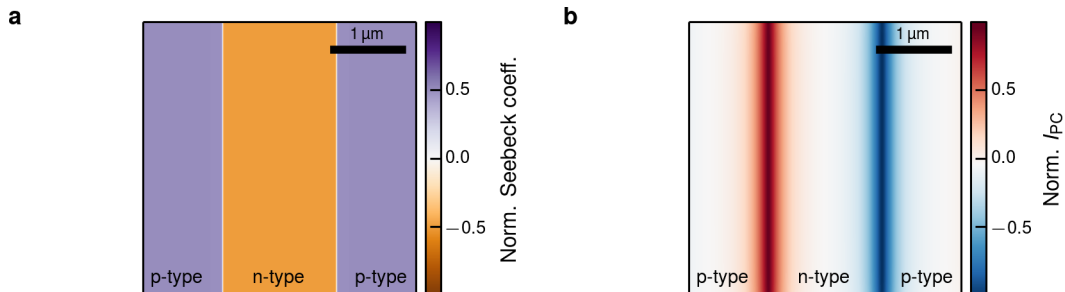 a
1 µm
p-type
n-type
p-type
0.5
0.0
−0.5
Norm. Seebeck coeff.
b
1 µm
p-type
n-type
p-type
0.5
0.0
−0.5
Norm. I_PC